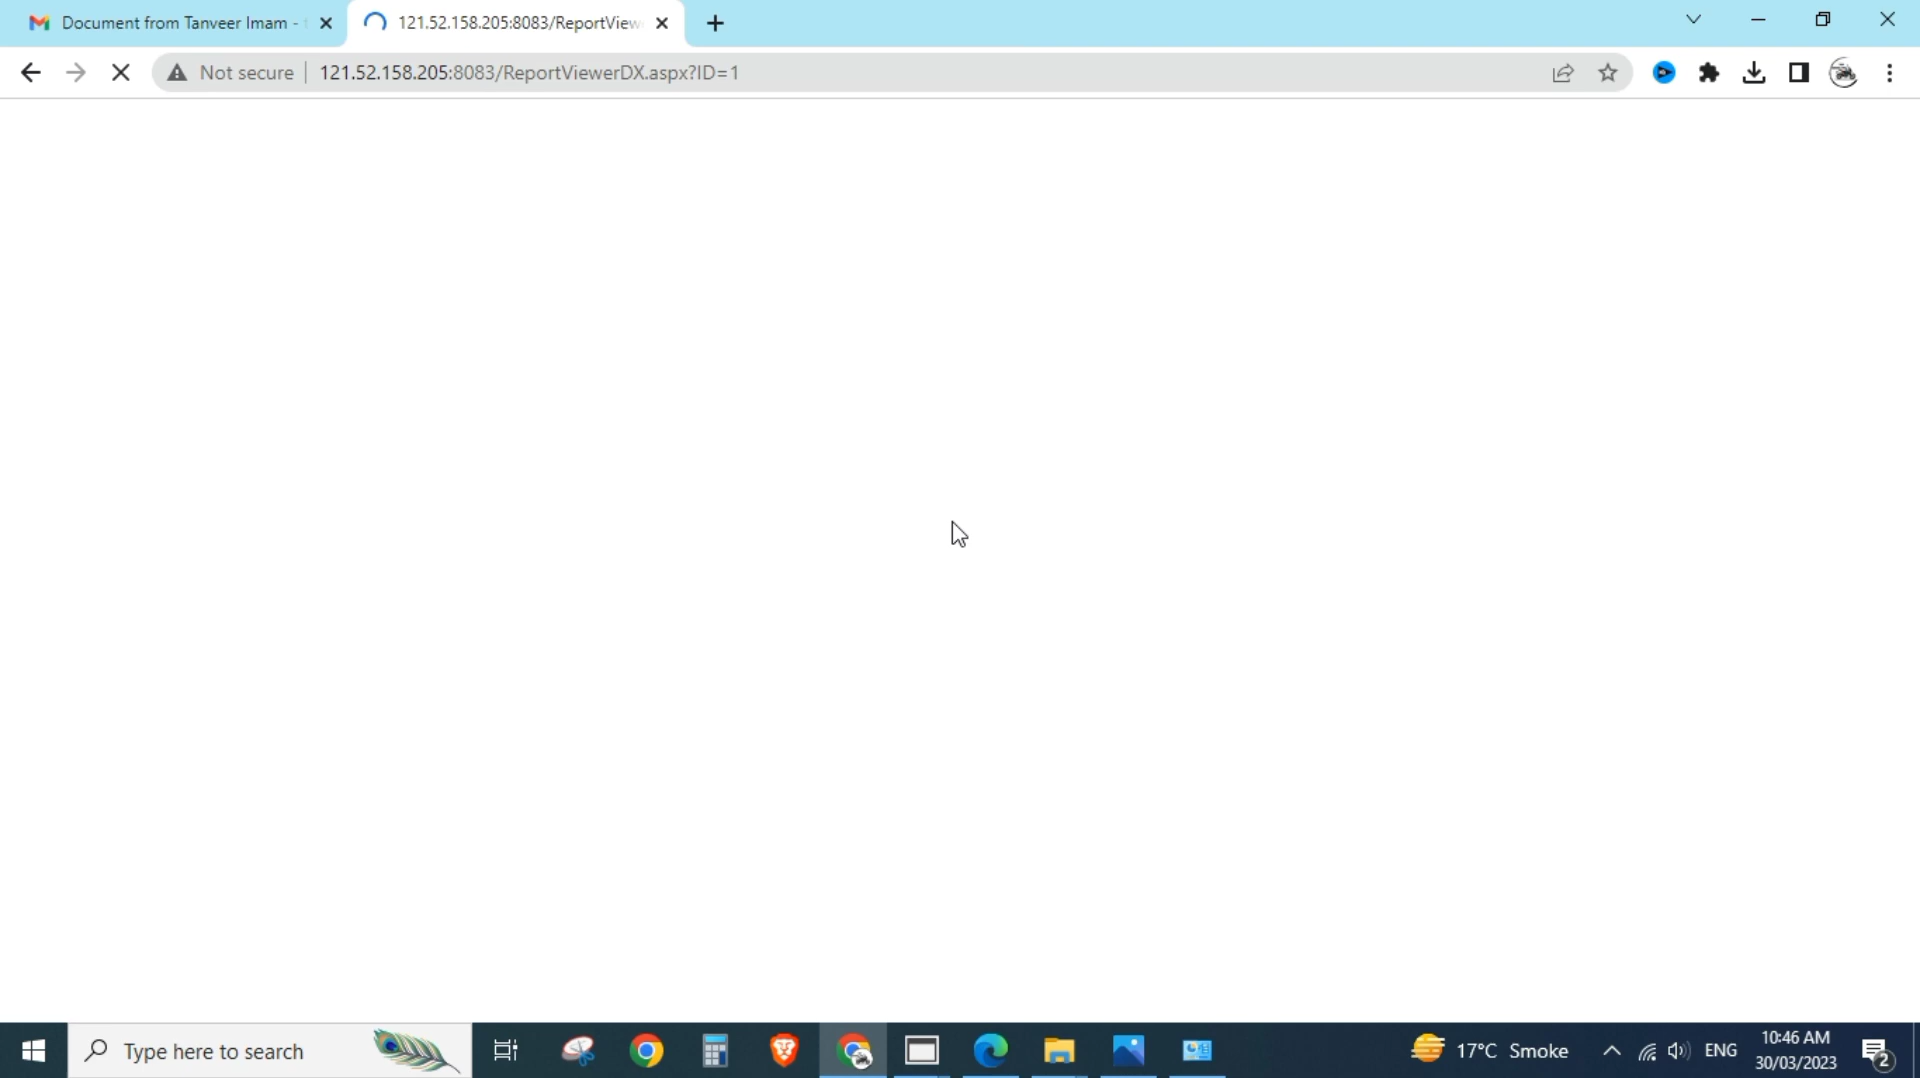 Document from Tanveer Imam -
121.52.158.205:8083/ReportView
Not secure
121.52.158.205:8083/ReportViewerDX.aspx?ID=1
Type here to search
17°C Smoke
ENG
10:46 AM
30/03/2023
2